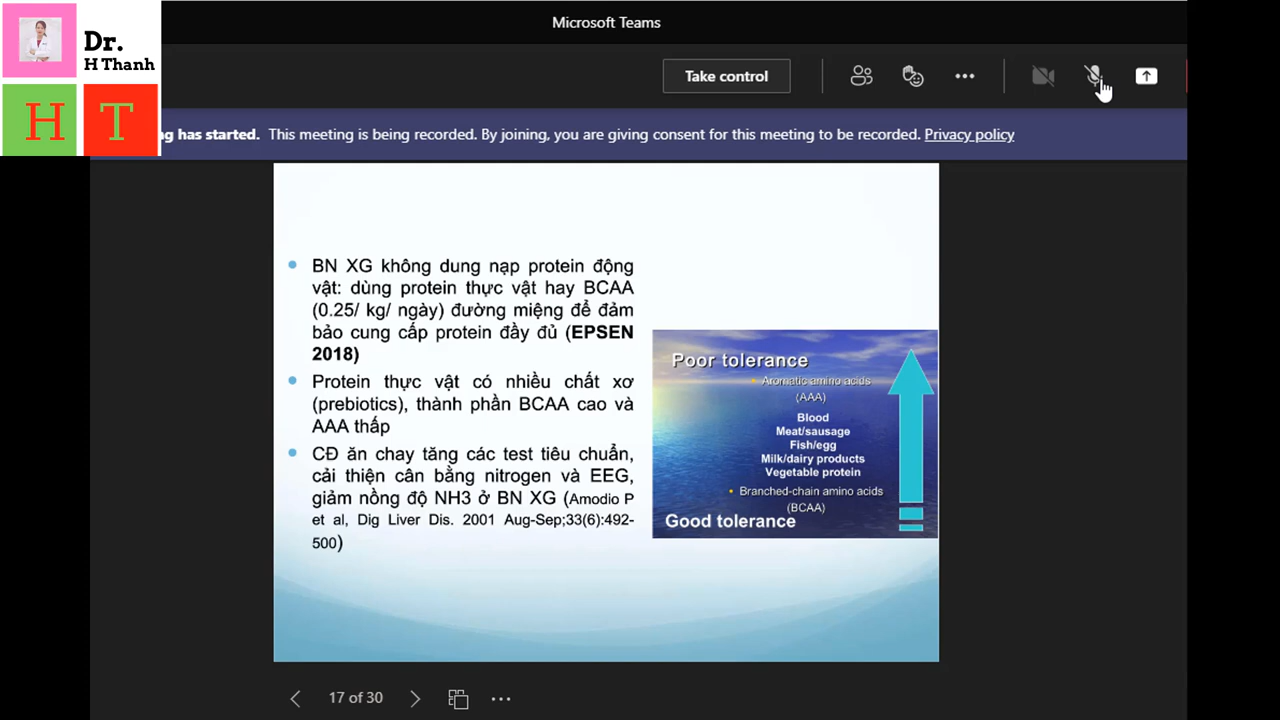 Microsoft Teams
Dr.
H Thanh
H T
Take control
ng has started. This meeting is being recorded. By joining, you are giving consent for this meeting to be recorded. Privacy policy
BN XG không dung nạp protein động
vật: dùng protein thực vật hay BCAA
(0.25/ kg/ ngày) đường miệng để đảm
bảo cung cấp protein đầy đủ (EPSEN
2018)
Protein thực vật có nhiều chất xơ
(prebiotics), thành phần BCAA cao và
AAA thấp
CĐ ăn chay tăng các test tiêu chuẩn,
cải thiện cân bằng nitrogen và EEG,
giảm nồng độ NH3 ở BN XG (Amodio P
et al, Dig Liver Dis. 2001 Aug-Sep;33(6):492-
500)
Poor tolerance
Aromatic amino acids
(AAA)
Blood
Meat/sausage
Fish/egg
Milk/dairy products
Vegetable protein
Branched-chain amino acids
(BCAA)
Good tolerance
17 of 30